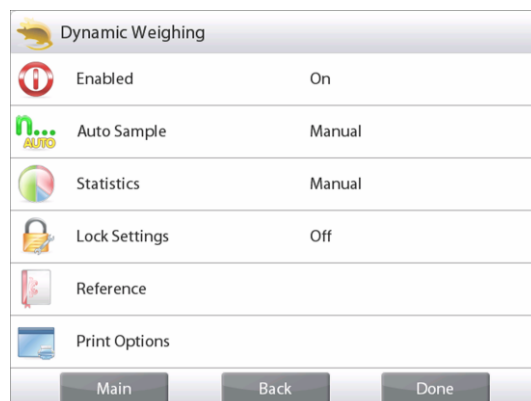 Dynamic Weighing
Enabled On
n... AUTO Auto Sample Manual
Statistics Manual
Lock Settings Off
Reference
Print Options
Main Back Done